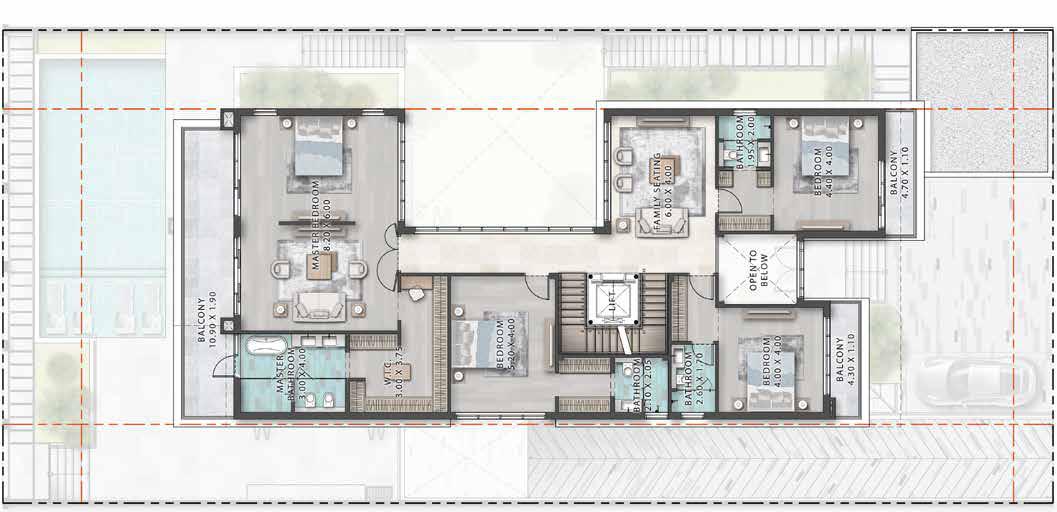 BALCONY
10.90 X 1.90
MASTER BEDROOM
8.20 X 6.00
MASTER
BATHROOM
3.00 X 4.00
W.I.C.
3.00 X 3.75
BEDROOM
5.20 X 4.00
LIFT
BATHROOM
2.10 X 2.05
BATHROOM
2.60 X 1.70
FAMILY SEATING
6.00 X 4.00
BATHROOM
1.95 X 2.00
BEDROOM
4.40 X 4.00
BALCONY
4.70 X 1.10
OPEN TO
BELOW
BEDROOM
4.00 X 4.00
BALCONY
4.30 X 1.10